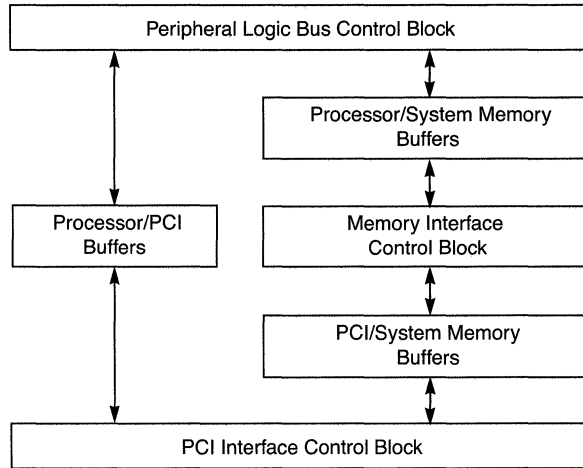 Peripheral Logic Bus Control Block
Processor/System Memory
Buffers
Processor/PCI
Buffers
Memory Interface
Control Block
PCI/System Memory
Buffers
PCI Interface Control Block